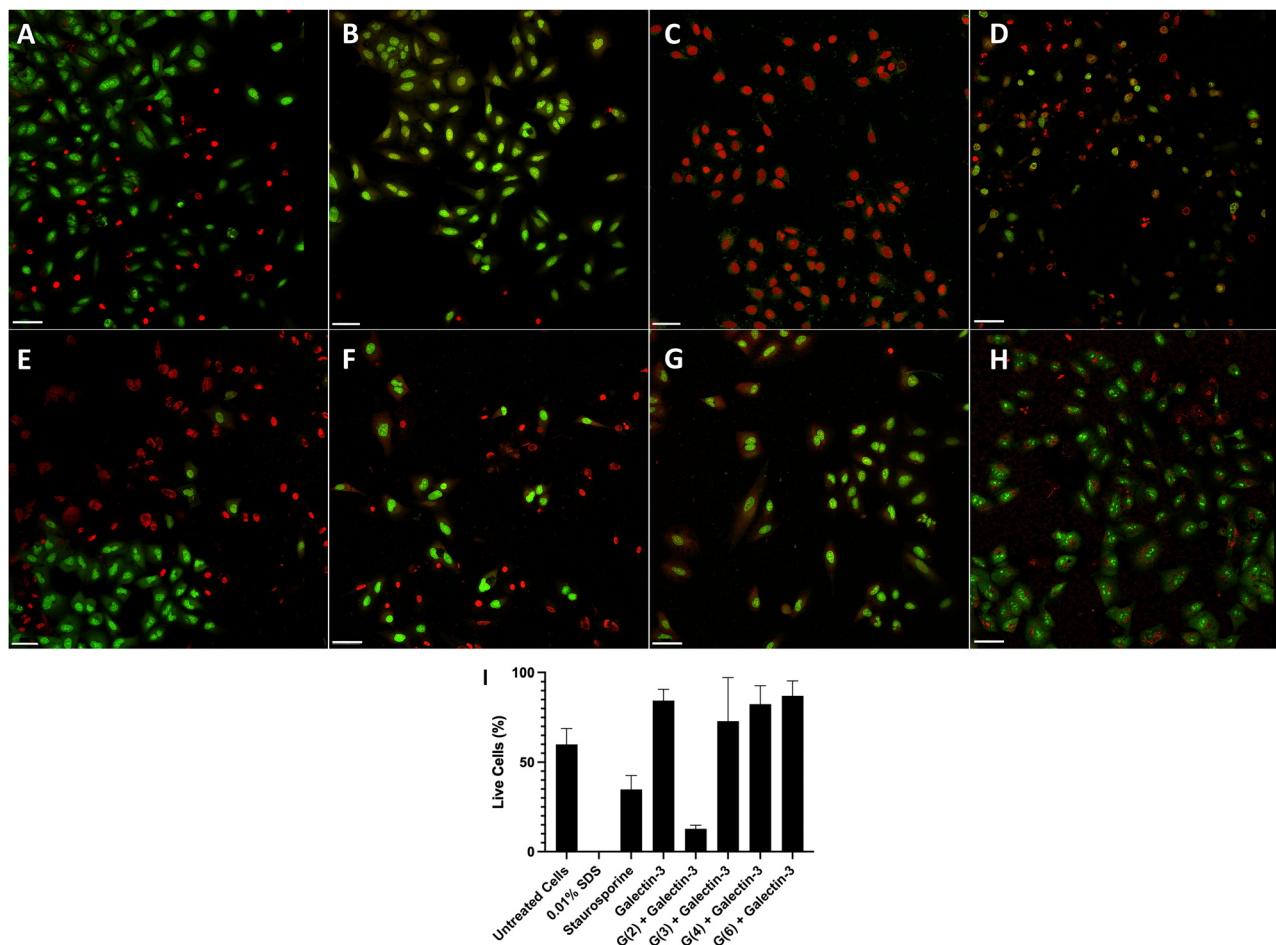 A
B
C
D
E
F
G
H
I
Live Cells (%)
100
50
0
Untreated Cells
0.01% SDS
Staurosporine
Galectin-3
G(2) + Galectin-3
G(3) + Galectin-3
G(4) + Galectin-3
G(6) + Galectin-3